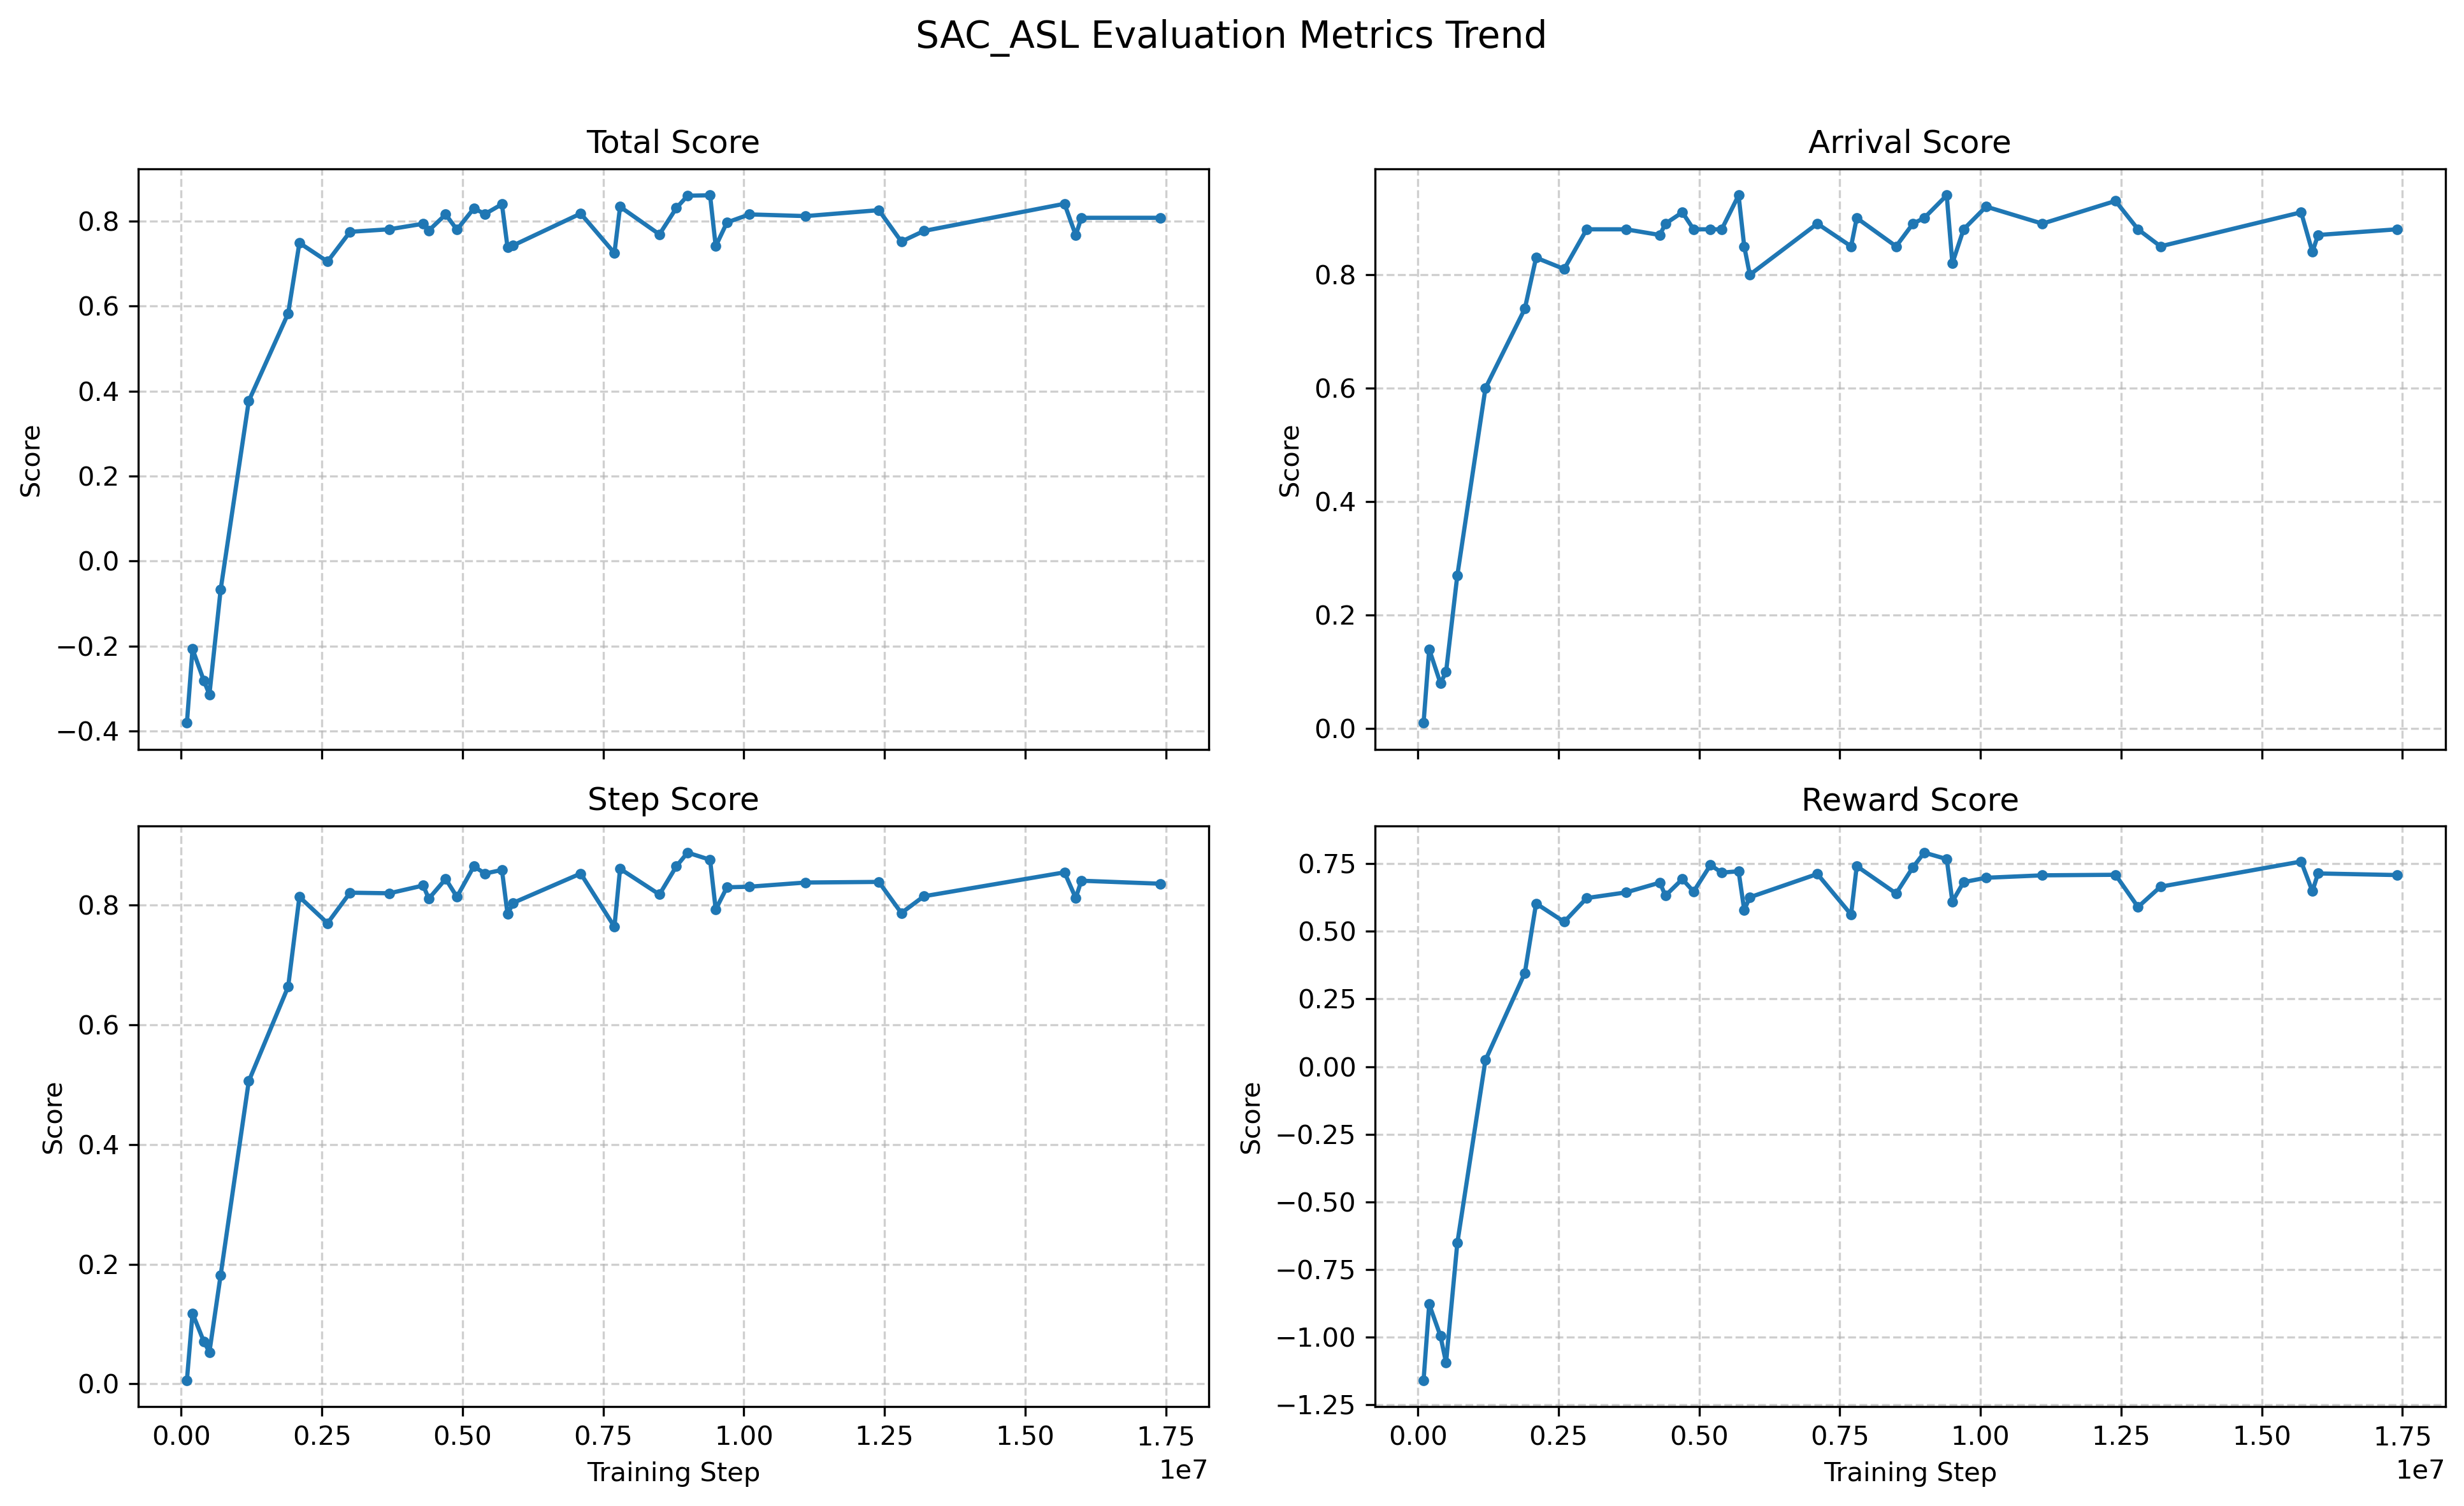 SAC_ASL Evaluation Metrics Trend
Total Score
Score
0.8
0.6
0.4
0.2
0.0
−0.2
−0.4
Arrival Score
Score
0.8
0.6
0.4
0.2
0.0
Step Score
Score
0.8
0.6
0.4
0.2
0.0
0.00 0.25 0.50 0.75 1.00 1.25 1.50 1.75
Training Step
1e7
Reward Score
Score
0.75
0.50
0.25
0.00
−0.25
−0.50
−0.75
−1.00
−1.25
0.00 0.25 0.50 0.75 1.00 1.25 1.50 1.75
Training Step
1e7